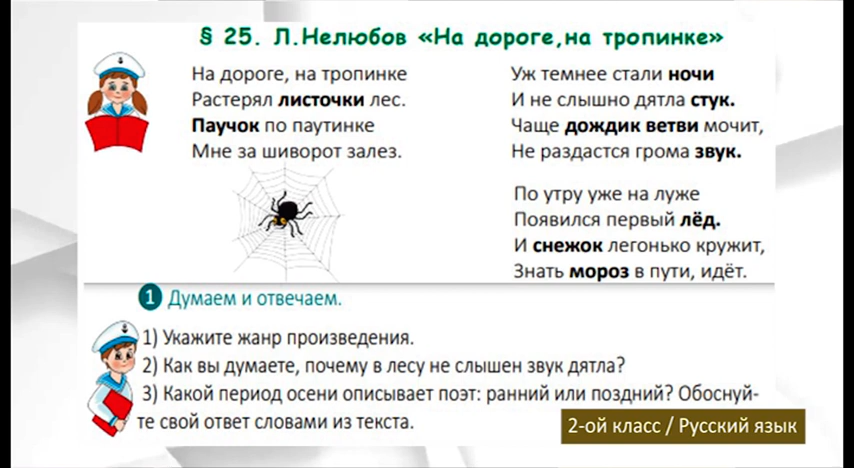 § 25. Л.Нелюбов «На дороге,на тропинке»
На дороге, на тропинке
Растерял листочки лес.
Паучок по паутинке
Мне за шиворот залез.
Уж темнее стали ночи
И не слышно дятла стук.
Чаще дождик ветви мочит,
Не раздастся грома звук.
По утру уже на луже
Появился первый лёд.
И снежок легонько кружит,
Знать мороз в пути, идёт.
1 Думаем и отвечаем.
1) Укажите жанр произведения.
2) Как вы думаете, почему в лесу не слышен звук дятла?
3) Какой период осени описывает поэт: ранний или поздний? Обоснуй-
те свой ответ словами из текста.
2-ой класс / Русский язык